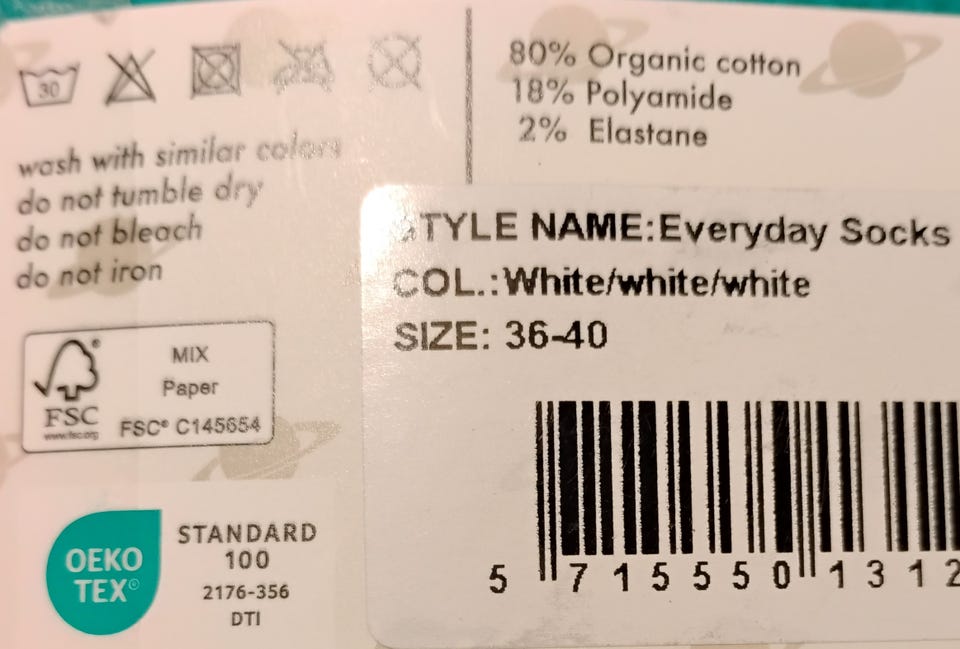 30
80% Organic cotton
18% Polyamide
2% Elastane
wash with similar colors
do not tumble dry
do not bleach
do not iron
STYLE NAME:Everyday Socks
COL.:White/white/white
SIZE: 36-40
FSC
www.fsc.org
MIX
Paper
FSC® C145654
5 715550 1312
OEKO
TEX®
STANDARD
100
2176-356
DTI